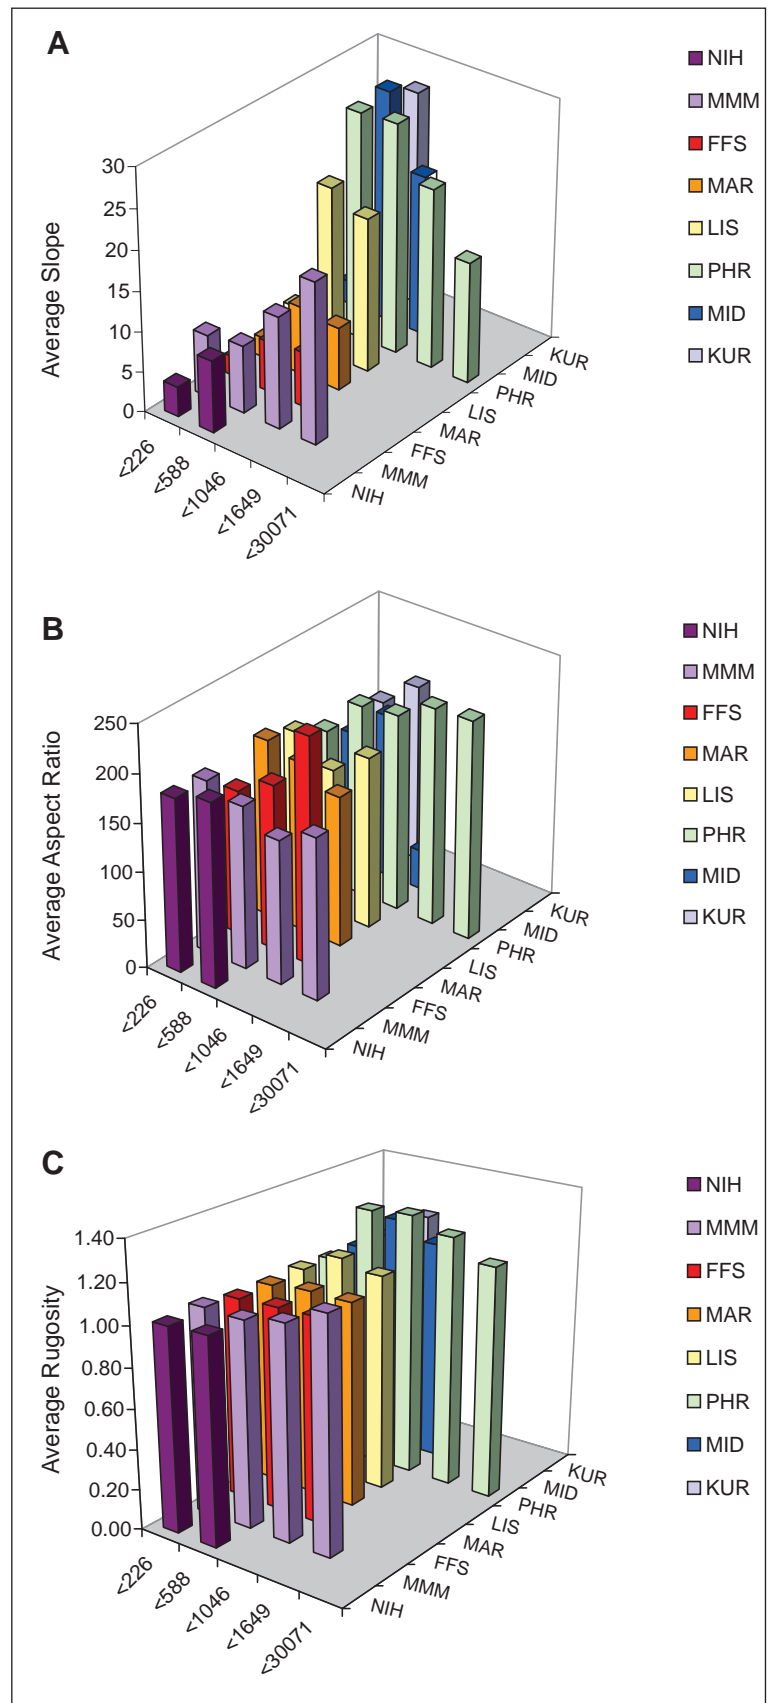 A
NIH
MMM
FFS
MAR
LIS
PHR
MID
KUR
Average Slope
30
25
20
15
10
5
0
<226
<588
<1046
<1649
<30071
NIH
MMM
FFS
MAR
LIS
PHR
MID
KUR
B
NIH
MMM
FFS
MAR
LIS
PHR
MID
KUR
Average Aspect Ratio
250
200
150
100
50
0
<226
<588
<1046
<1649
<30071
NIH
MMM
FFS
MAR
LIS
PHR
MID
KUR
C
NIH
MMM
FFS
MAR
LIS
PHR
MID
KUR
Average Rugosity
1.40
1.20
1.00
0.80
0.60
0.40
0.20
0.00
<226
<588
<1046
<1649
<30071
NIH
MMM
FFS
MAR
LIS
PHR
MID
KUR